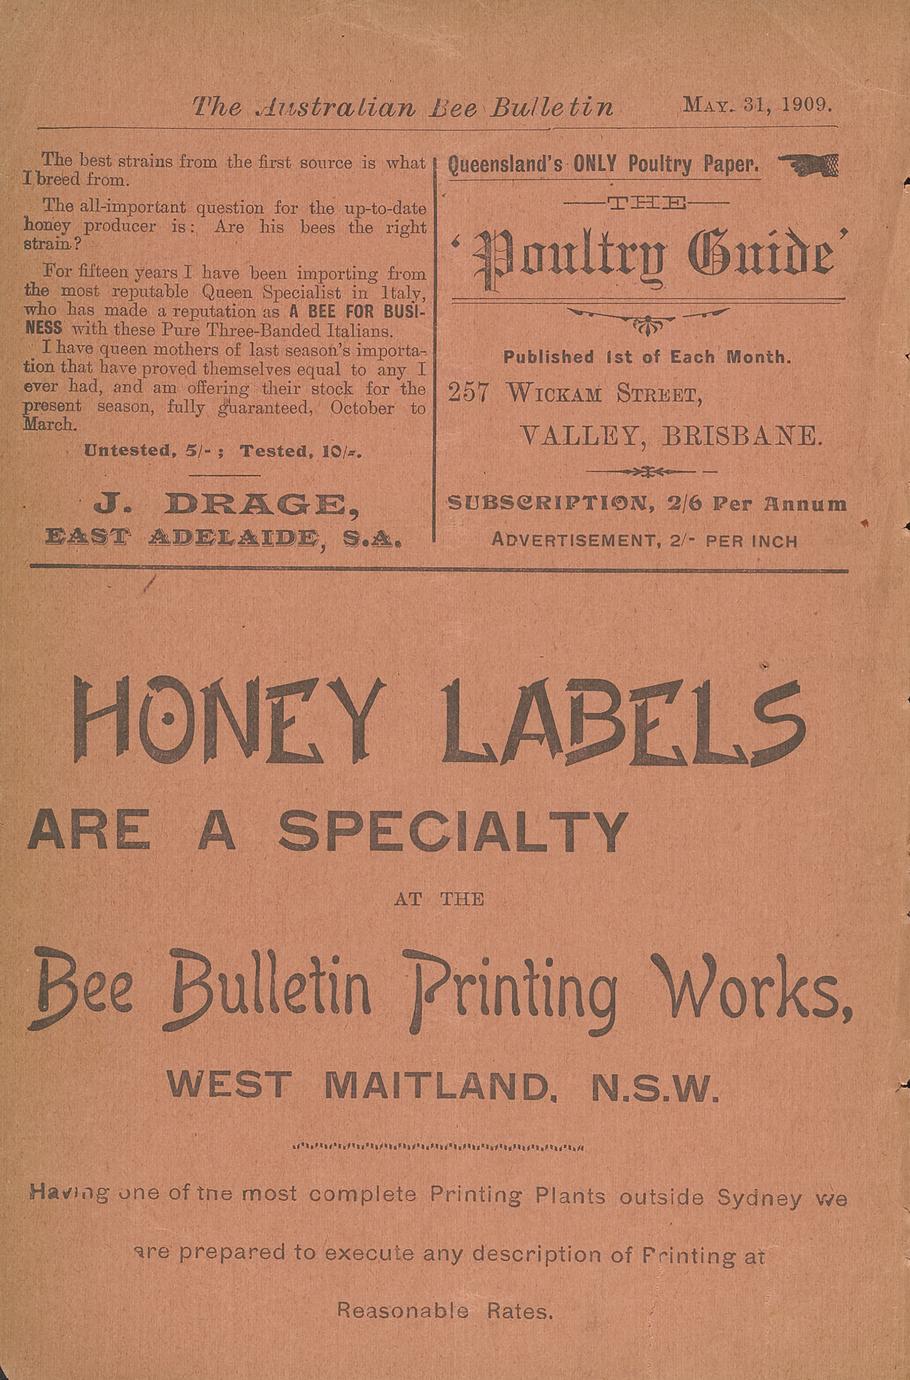 The Australian Bee Bulletin MAY. 31, 1909.
The best strains from the first source is what
I breed from.
The all-important question for the up-to-date
honey producer is: Are his bees the right
strain?
For fifteen years I have been importing from
the most reputable Queen Specialist in Italy,
who has made a reputation as A BEE FOR BUSI-
NESS with these Pure Three-Banded Italians.
I have queen mothers of last season's importa-
tion that have proved themselves equal to any I
ever had, and am offering their stock for the
present season, fully guaranteed, October to
March.
Untested, 5/- ; Tested, 10/-.
J. DRAGE,
EAST ADELAIDE, S.A.
Queensland's ONLY Poultry Paper.
THE
'Poultry Guide'
Published 1st of Each Month.
257 WICKAM STREET,
VALLEY, BRISBANE.
SUBSCRIPTION, 2/6 Per Annum
ADVERTISEMENT, 2/- PER INCH
HONEY LABELS
ARE A SPECIALTY
AT THE
Bee Bulletin Printing Works,
WEST MAITLAND, N.S.W.
Having one of the most complete Printing Plants outside Sydney we
are prepared to execute any description of Printing at
Reasonable Rates.